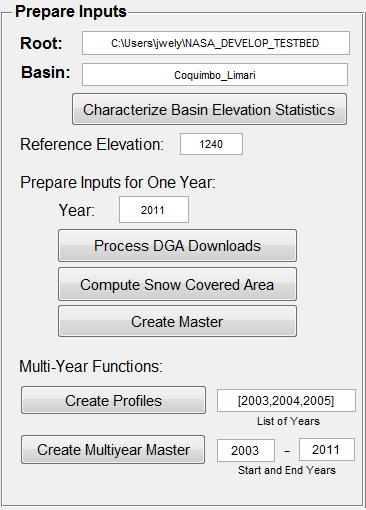 Prepare Inputs
Root: C:\Users\jwely\NASA_DEVELOP_TESTBED
Basin: Coquimbo_Limari
Characterize Basin Elevation Statistics
Reference Elevation: 1240
Prepare Inputs for One Year:
Year: 2011
Process DGA Downloads
Compute Snow Covered Area
Create Master
Multi-Year Functions:
Create Profiles [2003,2004,2005]
List of Years
Create Multiyear Master 2003 - 2011
Start and End Years